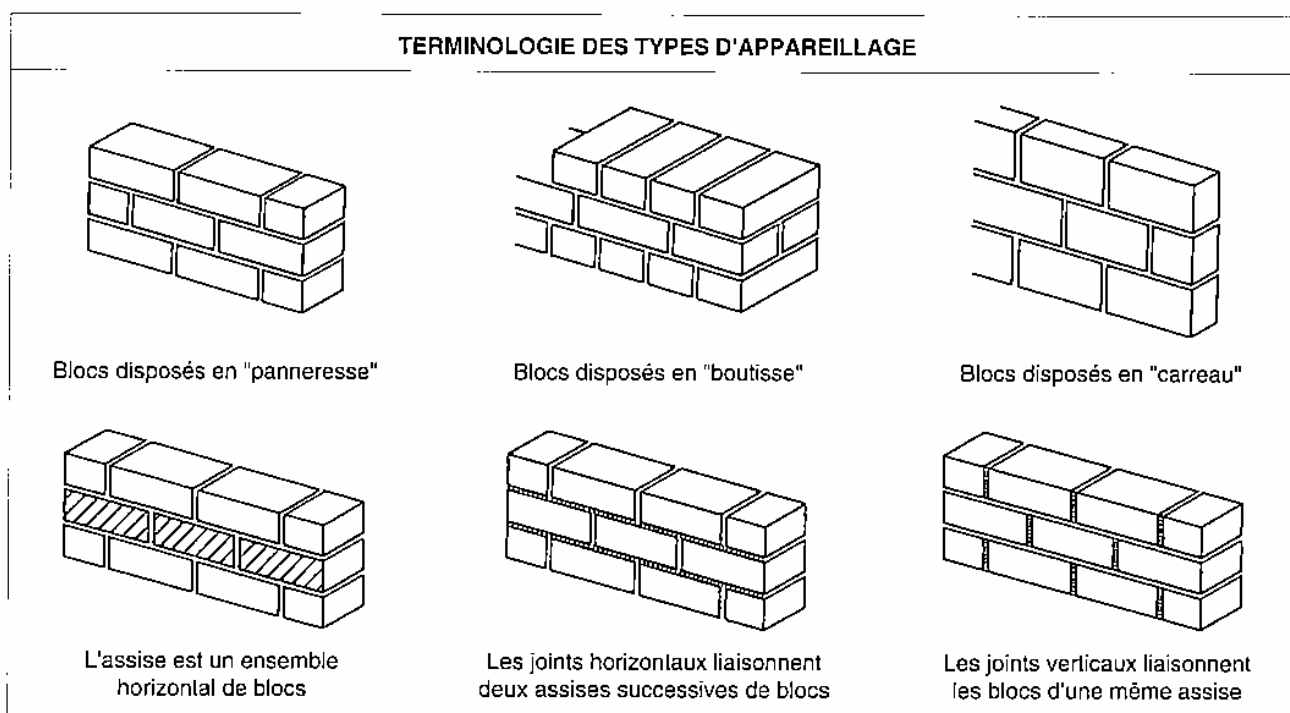 TERMINOLOGIE DES TYPES D'APPAREILLAGE
Blocs disposés en "panneresse"
Blocs disposés en "boutisse"
Blocs disposés en "carreau"
L'assise est un ensemble
horizontal de blocs
Les joints horizontaux liaisonnent
deux assises successives de blocs
Les joints verticaux liaisonnent
les blocs d'une même assise